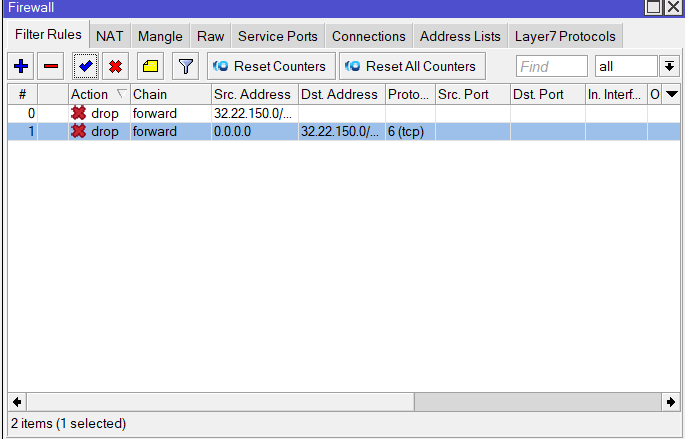 Firewall
Filter Rules NAT Mangle Raw Service Ports Connections Address Lists Layer7 Protocols
Reset Counters Reset All Counters Find all
# Action Chain Src. Address Dst. Address Proto... Src. Port Dst. Port In. Interf... O
0 drop forward 32.22.150.0/...
1 drop forward 0.0.0.0 32.22.150.0/... 6 (tcp)
2 items (1 selected)